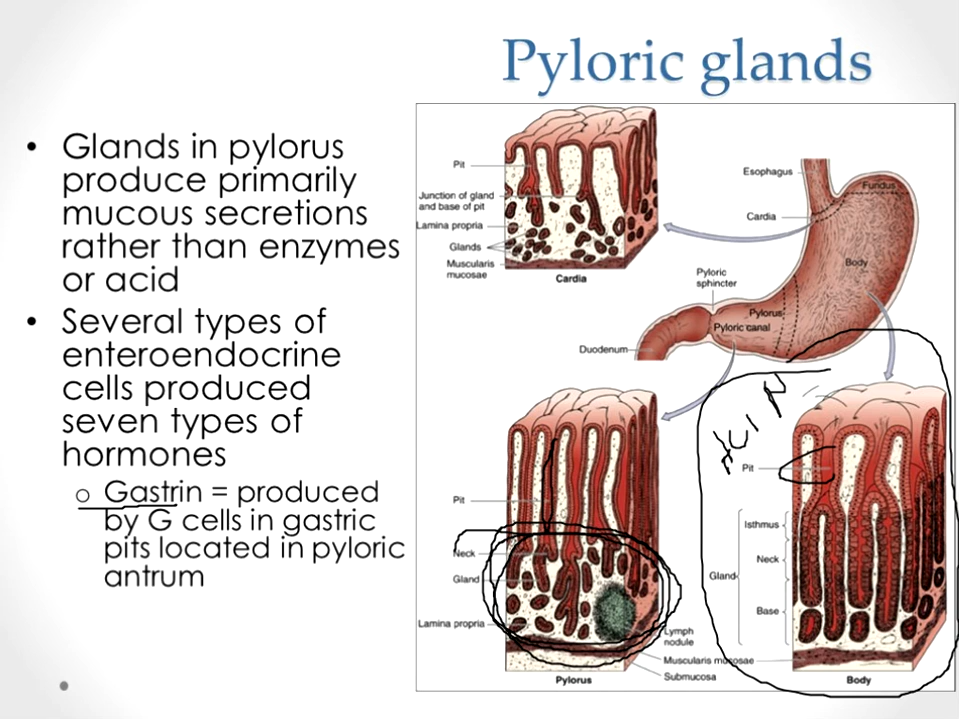 Pyloric glands
• Glands in pylorus
produce primarily
mucous secretions
rather than enzymes
or acid
• Several types of
enteroendocrine
cells produced
seven types of
hormones
o Gastrin = produced
by G cells in gastric
pits located in pyloric
antrum
Pit
Junction of gland
and base of pit
Lamina propria
Glands
Muscularis
mucosae
Cardia
Esophagus
Fundus
Cardia
Body
Pyloric
sphincter
Pylorus
Pyloric canal
Duodenum
Pit
Neck
Gland
Lamina propria
Lymph
nodule
Muscularis mucosae
Submucosa
Pylorus
HCl
Pit
Isthmus
Neck
Gland
Base
Body